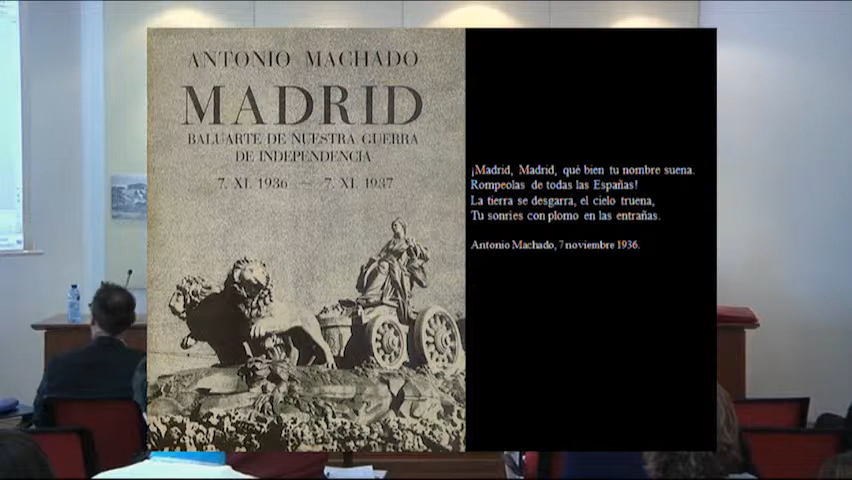 ANTONIO MACHADO
MADRID
BALUARTE DE NUESTRA GUERRA
DE INDEPENDENCIA
7. XI. 1936 — 7. XI. 1937
¡Madrid, Madrid, qué bien tu nombre suena.
Rompeolas de todas las Españas!
La tierra se desgarra, el cielo truena,
Tu sonríes con plomo en las entrañas.
Antonio Machado, 7 noviembre 1936.